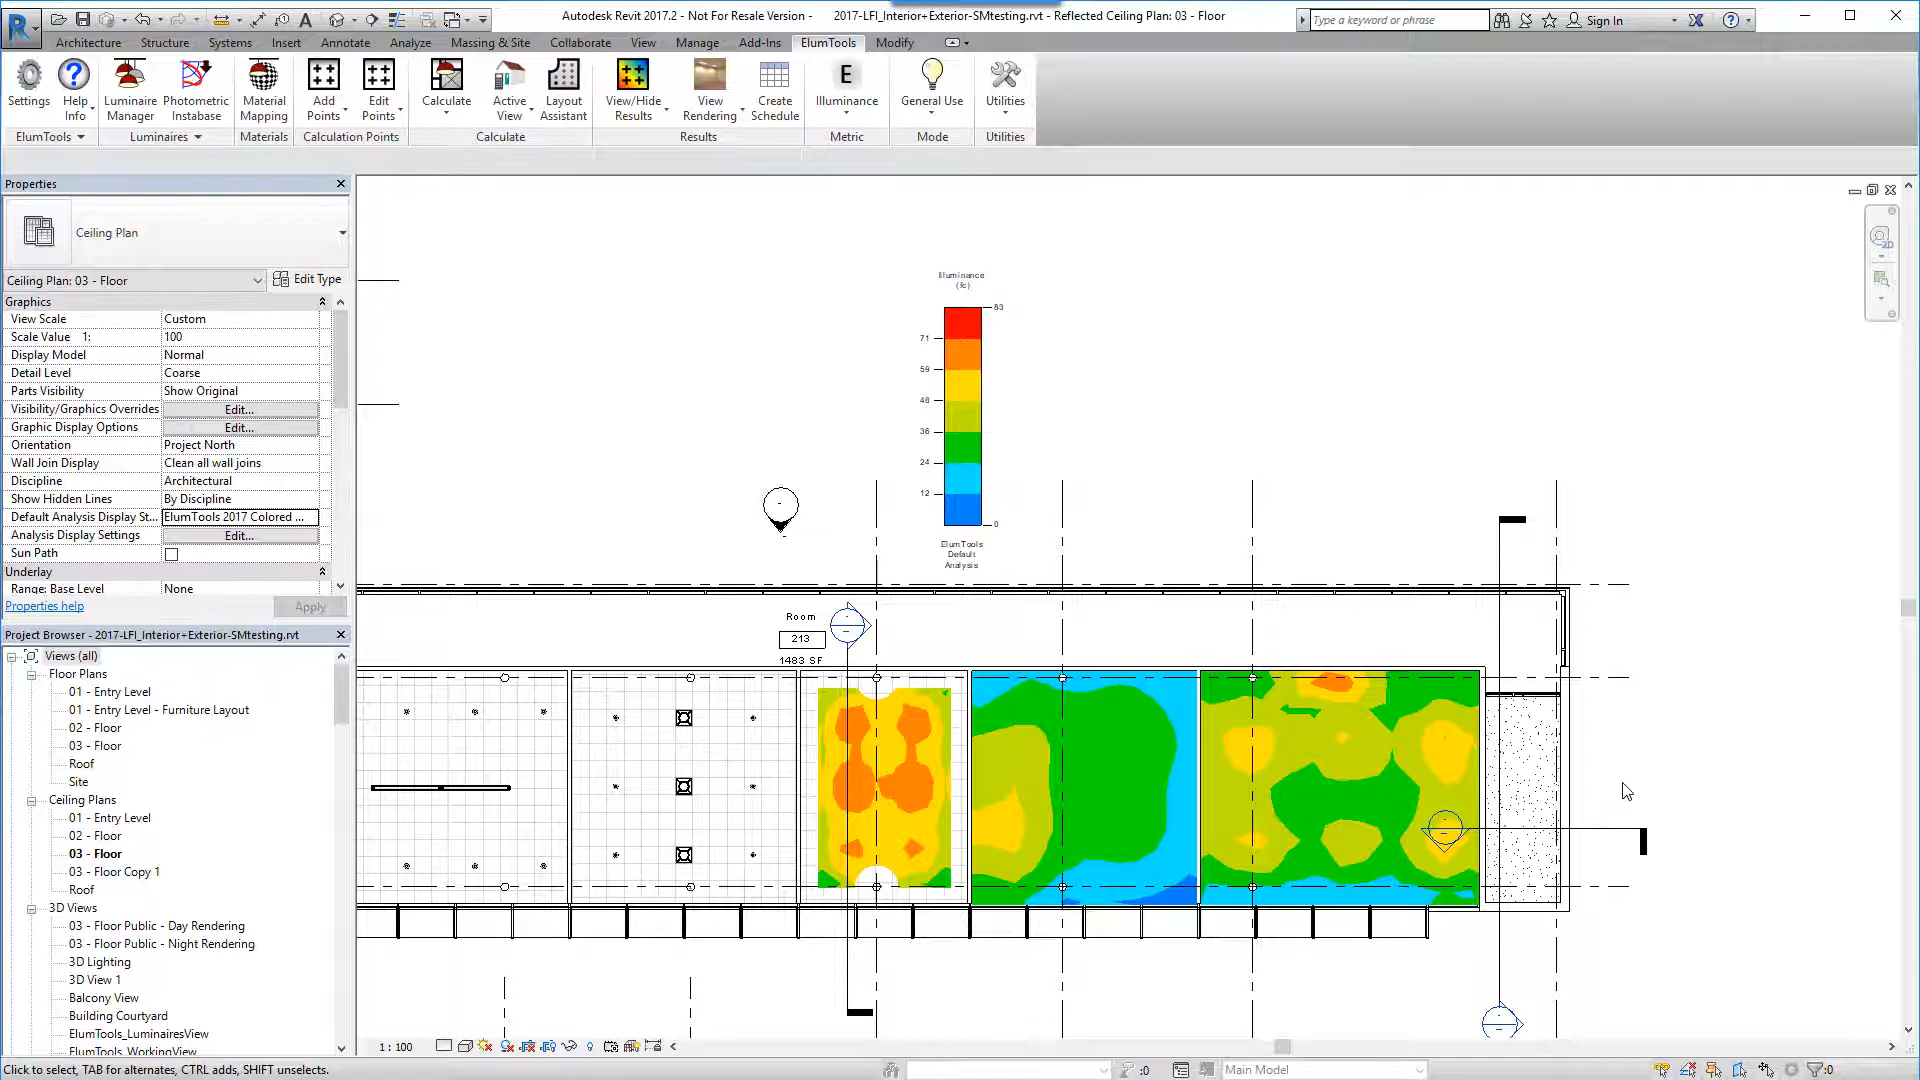 Autodesk Revit 2017.2 - Not For Resale Version - 2017-LFI_Interior+Exterior-SMtesting.rvt - Reflected Ceiling Plan: 03 - Floor
Type a keyword or phrase
Sign In
Architecture Structure Systems Insert Annotate Analyze Massing & Site Collaborate View Manage Add-Ins ElumTools Modify
Settings
Help Info
Luminaire Manager
Photometric Instabase
Material Mapping
Add Points
Edit Points
Calculate
Active View
Layout Assistant
View/Hide Results
View Rendering
Create Schedule
E
Illuminance
General Use
Utilities
ElumTools Luminaires Materials Calculation Points Calculate Results Metric Mode Utilities
Properties
Ceiling Plan
Ceiling Plan: 03 - Floor
Edit Type
Graphics
View Scale Custom
Scale Value 1: 100
Display Model Normal
Detail Level Coarse
Parts Visibility Show Original
Visibility/Graphics Overrides Edit...
Graphic Display Options Edit...
Orientation Project North
Wall Join Display Clean all wall joins
Discipline Architectural
Show Hidden Lines By Discipline
Default Analysis Display St... ElumTools 2017 Colored ...
Analysis Display Settings Edit...
Sun Path
Underlay
Range: Base Level None
Properties help
Apply
Project Browser - 2017-LFI_Interior+Exterior-SMtesting.rvt
Views (all)
Floor Plans
01 - Entry Level
01 - Entry Level - Furniture Layout
02 - Floor
03 - Floor
Roof
Site
Ceiling Plans
01 - Entry Level
02 - Floor
03 - Floor
03 - Floor Copy 1
Roof
3D Views
03 - Floor Public - Day Rendering
03 - Floor Public - Night Rendering
3D Lighting
3D View 1
Balcony View
Building Courtyard
ElumTools_LuminairesView
ElumTools_WorkingView
Illuminance
(fc)
83
71
59
48
36
24
12
0
ElumTools
Default
Analysis
Room
213
1483 SF
2D
1 : 100
Click to select, TAB for alternates, CTRL adds, SHIFT unselects.
:0
Main Model
:0